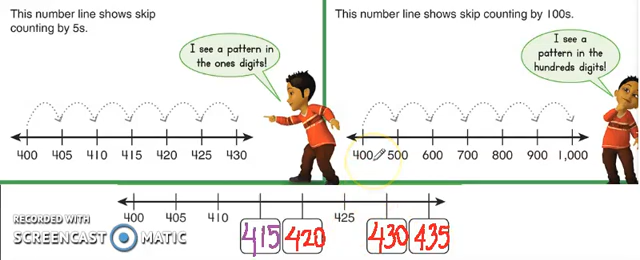 This number line shows skip
counting by 5s.
I see a pattern in
the ones digits!
400 405 410 415 420 425 430
This number line shows skip counting by 100s.
I see a
pattern in the
hundreds digits!
400 500 600 700 800 900 1,000
400 405 410 415 420 425 430 435
RECORDED WITH
SCREENCAST MATIC